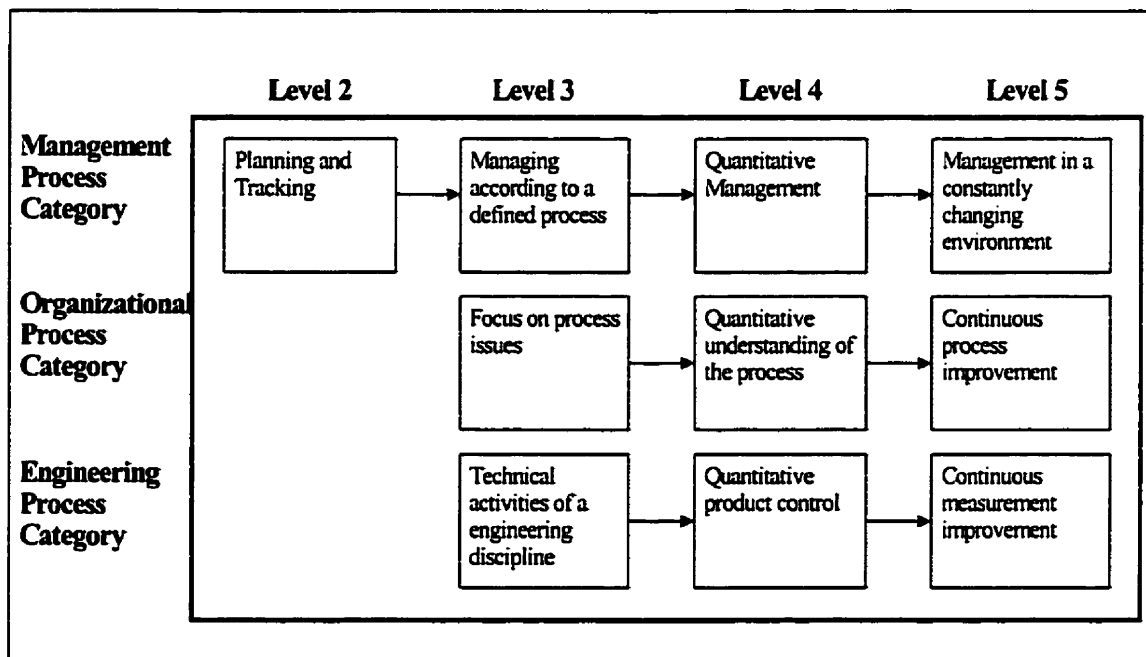 Level 2 Level 3 Level 4 Level 5
Management
Process
Category
Planning and
Tracking
Managing
according to a
defined process
Quantitative
Management
Management in a
constantly
changing
environment
Organizational
Process
Category
Focus on process
issues
Quantitative
understanding of
the process
Continuous
process
improvement
Engineering
Process
Category
Technical
activities of a
engineering
discipline
Quantitative
product control
Continuous
measurement
improvement